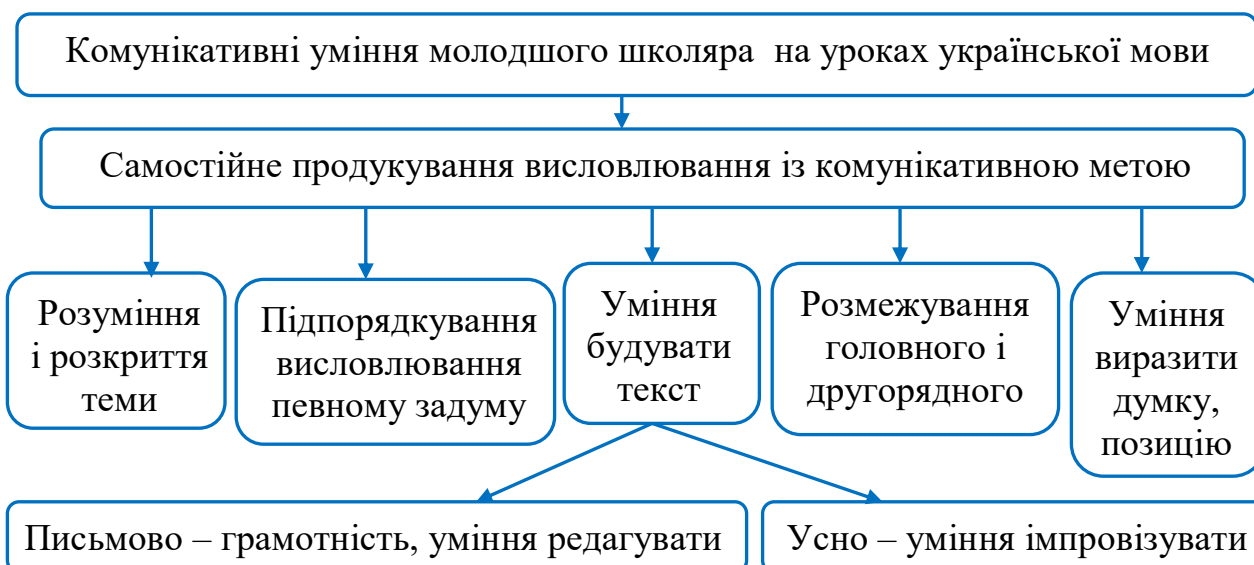 Комунікативні уміння молодшого школяра на уроках української мови
Самостійне продукування висловлювання із комунікативною метою
Розуміння
і розкриття
теми
Підпорядкування
висловлювання
певному задуму
Уміння
будувати
текст
Розмежування
головного і
другорядного
Уміння
виразити
думку,
позицію
Письмово – грамотність, уміння редагувати
Усно – уміння імпровізувати